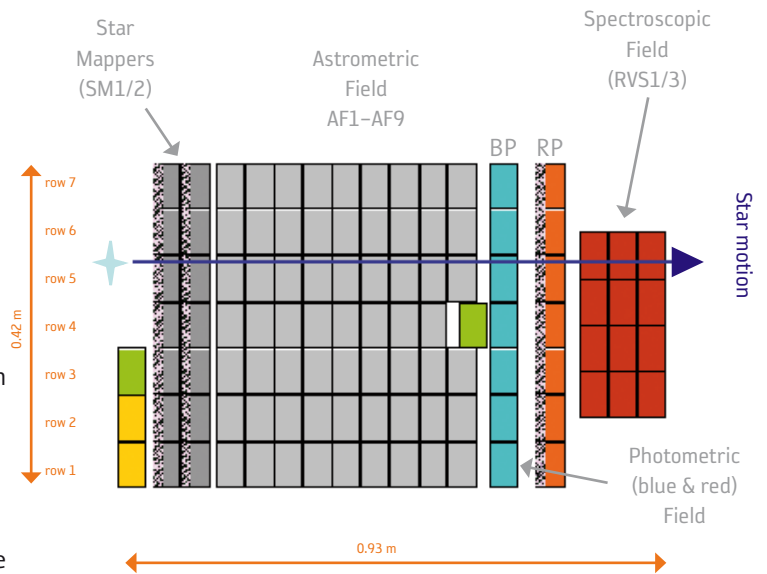 Star
Mappers
(SM1/2)
Astrometric
Field
AF1–AF9
Spectroscopic
Field
(RVS1/3)
BP
RP
row 7
row 6
row 5
row 4
row 3
row 2
row 1
0.42 m
Star motion
Photometric
(blue & red)
Field
0.93 m